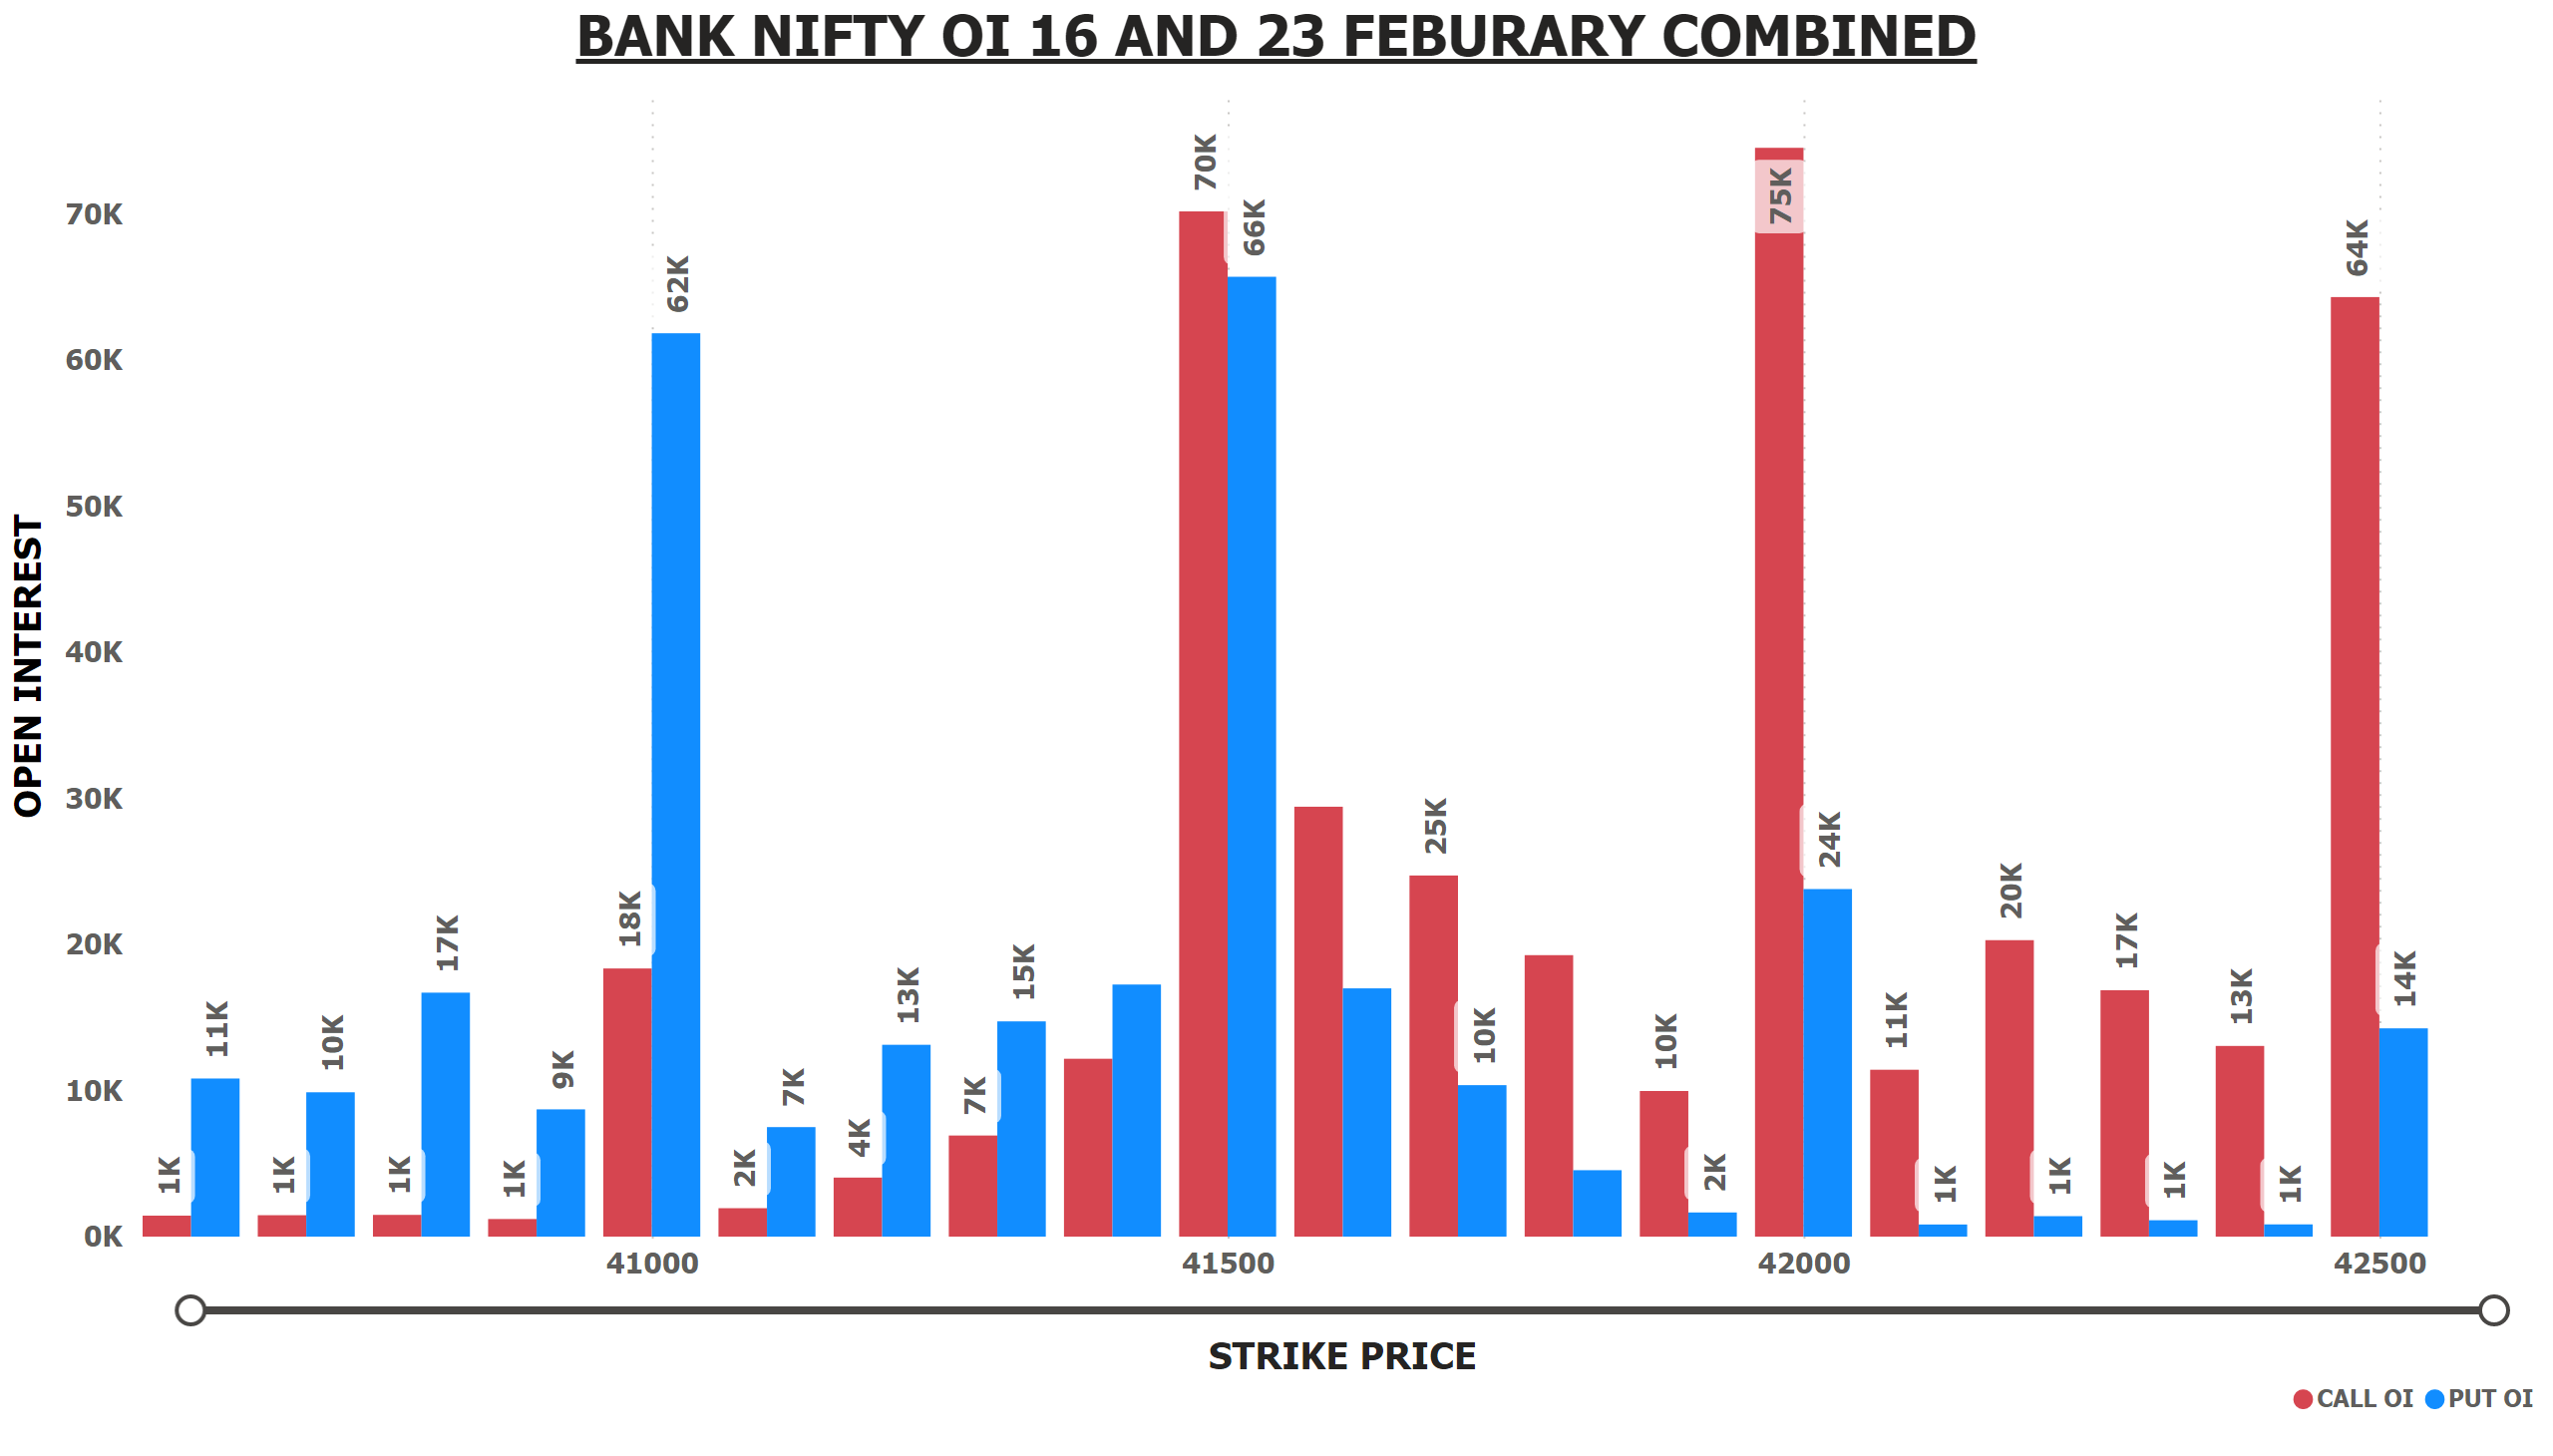 BANK NIFTY OI 16 AND 23 FEBURARY COMBINED
OPEN INTEREST
70K
60K
50K
40K
30K
20K
10K
0K
1K
11K
1K
10K
1K
17K
1K
9K
18K
62K
2K
7K
4K
13K
7K
15K
70K
66K
25K
10K
10K
2K
75K
24K
11K
1K
20K
1K
17K
1K
13K
1K
64K
14K
41000
41500
42000
42500
STRIKE PRICE
CALL OI
PUT OI